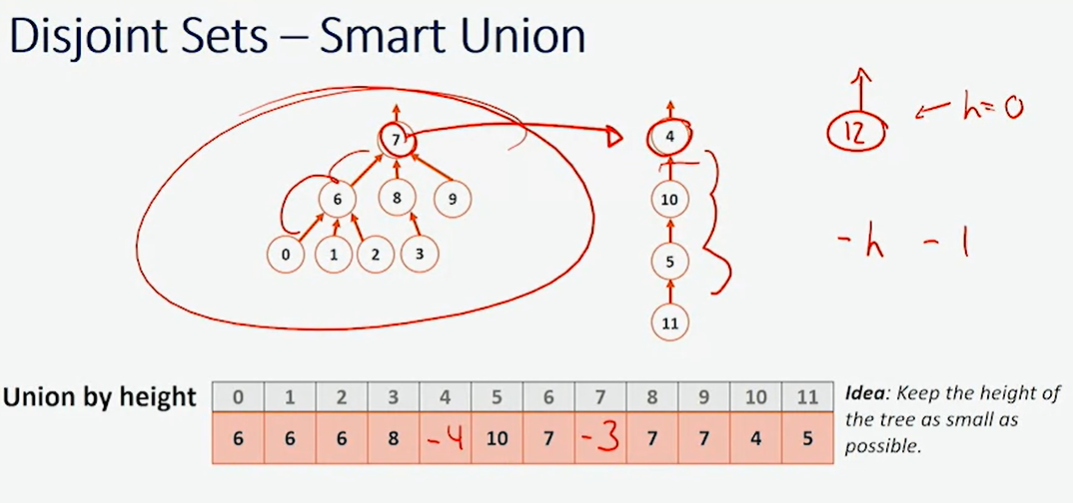 Disjoint Sets – Smart Union
7
4
12
← h=0
6
8
9
10
-h -1
0
1
2
3
5
11
Union by height
0 1 2 3 4 5 6 7 8 9 10 11
6 6 6 8 -4 10 7 -3 7 7 4 5
Idea: Keep the height of
the tree as small as
possible.